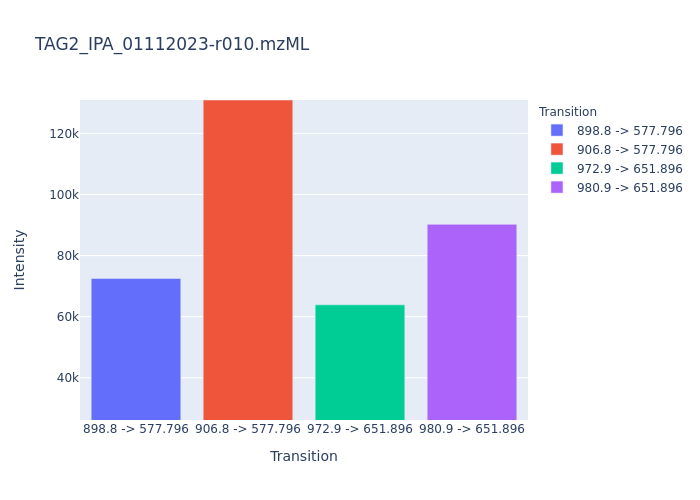 TAG2_IPA_01112023-r010.mzML
Transition
898.8 -> 577.796
906.8 -> 577.796
972.9 -> 651.896
980.9 -> 651.896
120k
100k
80k
60k
40k
Intensity
898.8 -> 577.796 906.8 -> 577.796 972.9 -> 651.896 980.9 -> 651.896
Transition